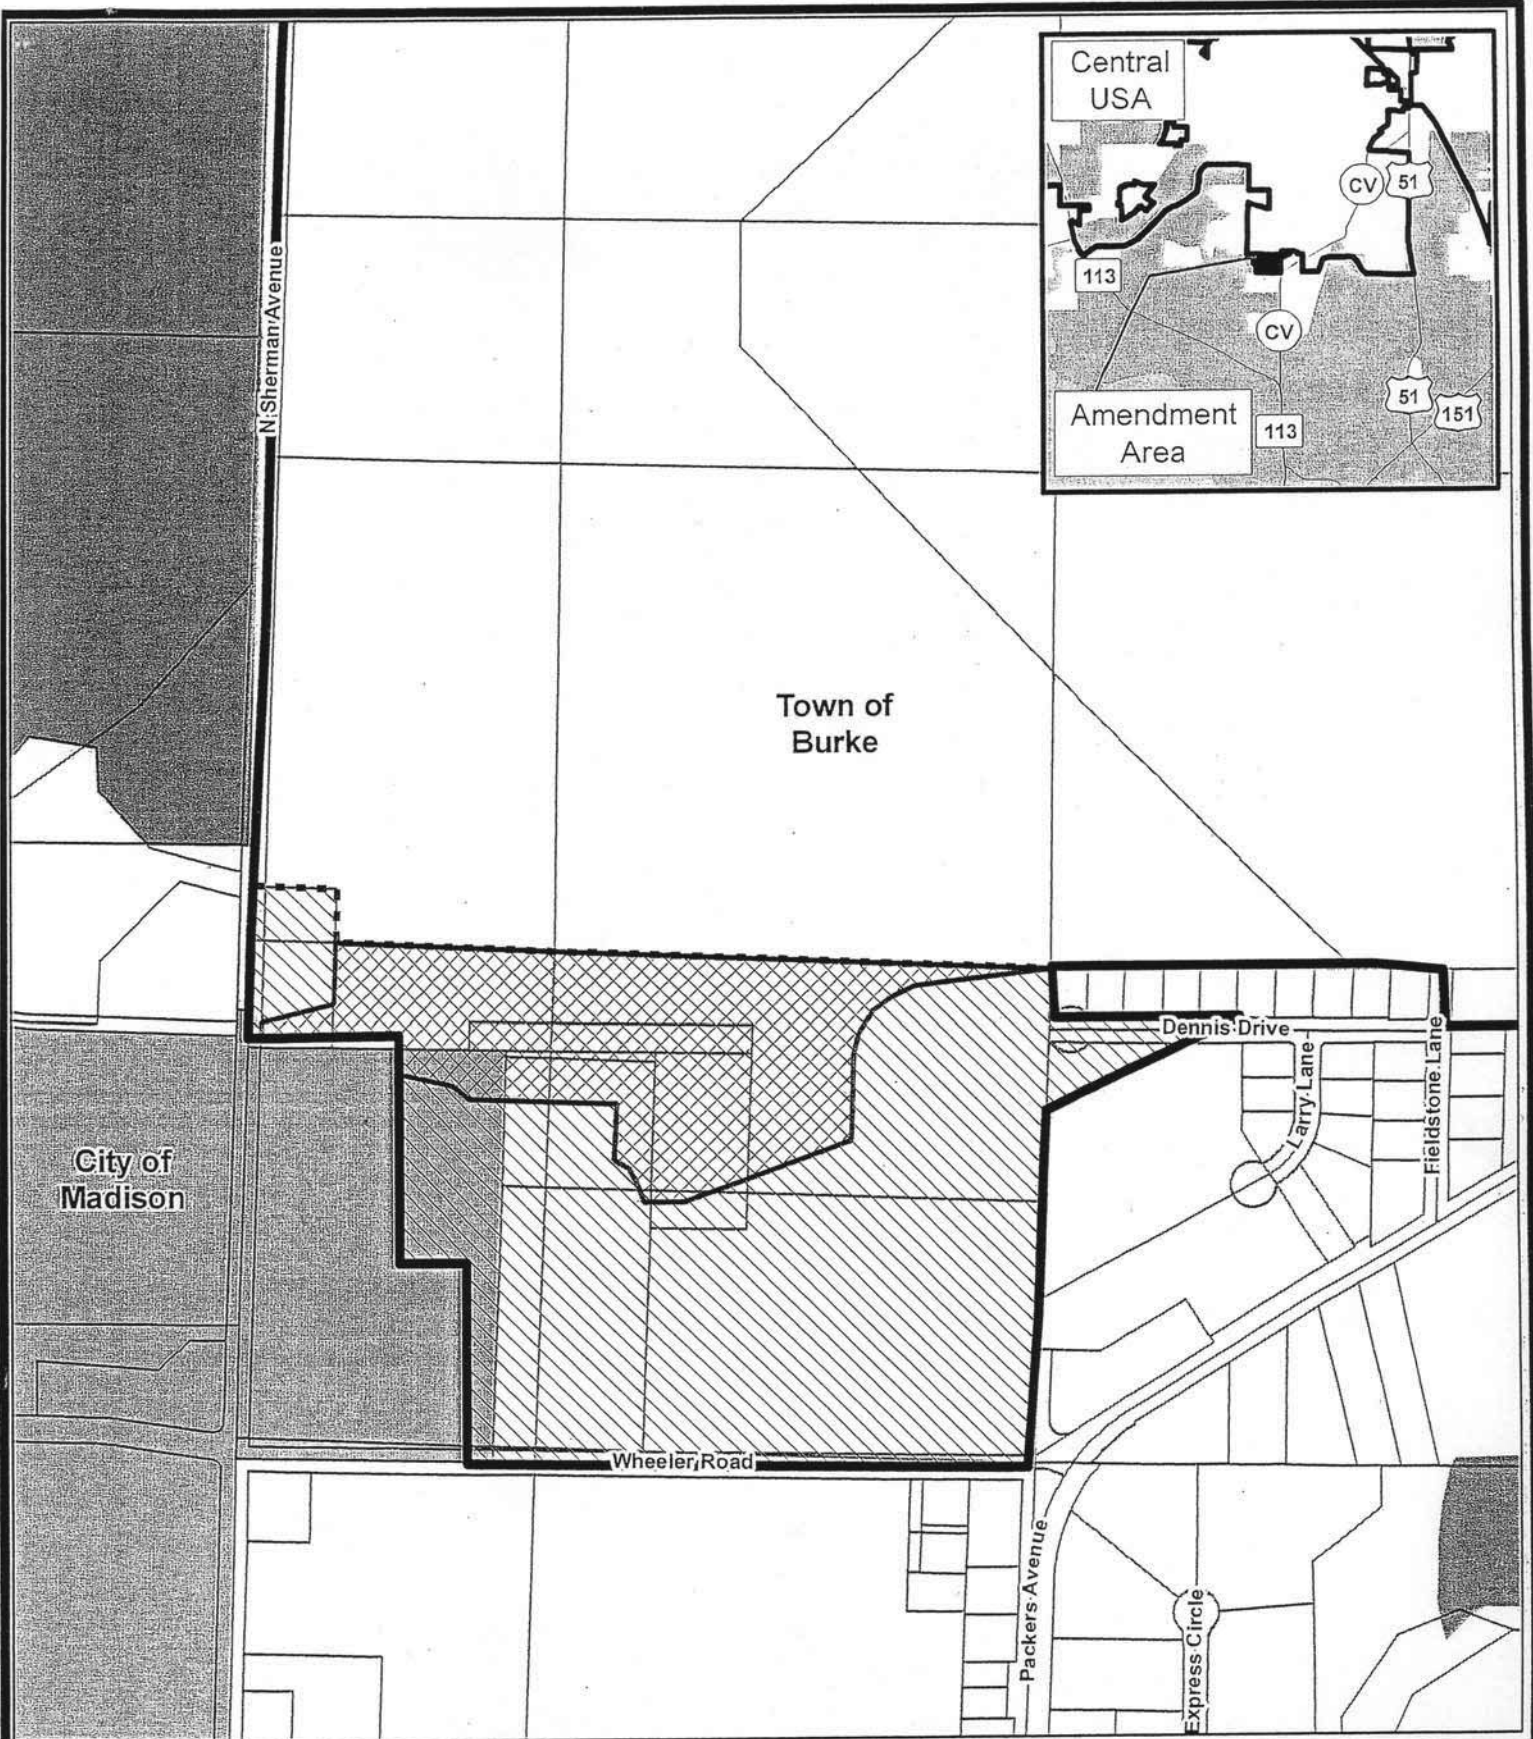 Central
USA
CV
51
113
CV
51
151
113
Amendment
Area
N Sherman Avenue
Town of
Burke
Dennis Drive
Larry Lane
Fieldstone Lane
City of
Madison
Wheeler Road
Packers Avenue
Express Circle